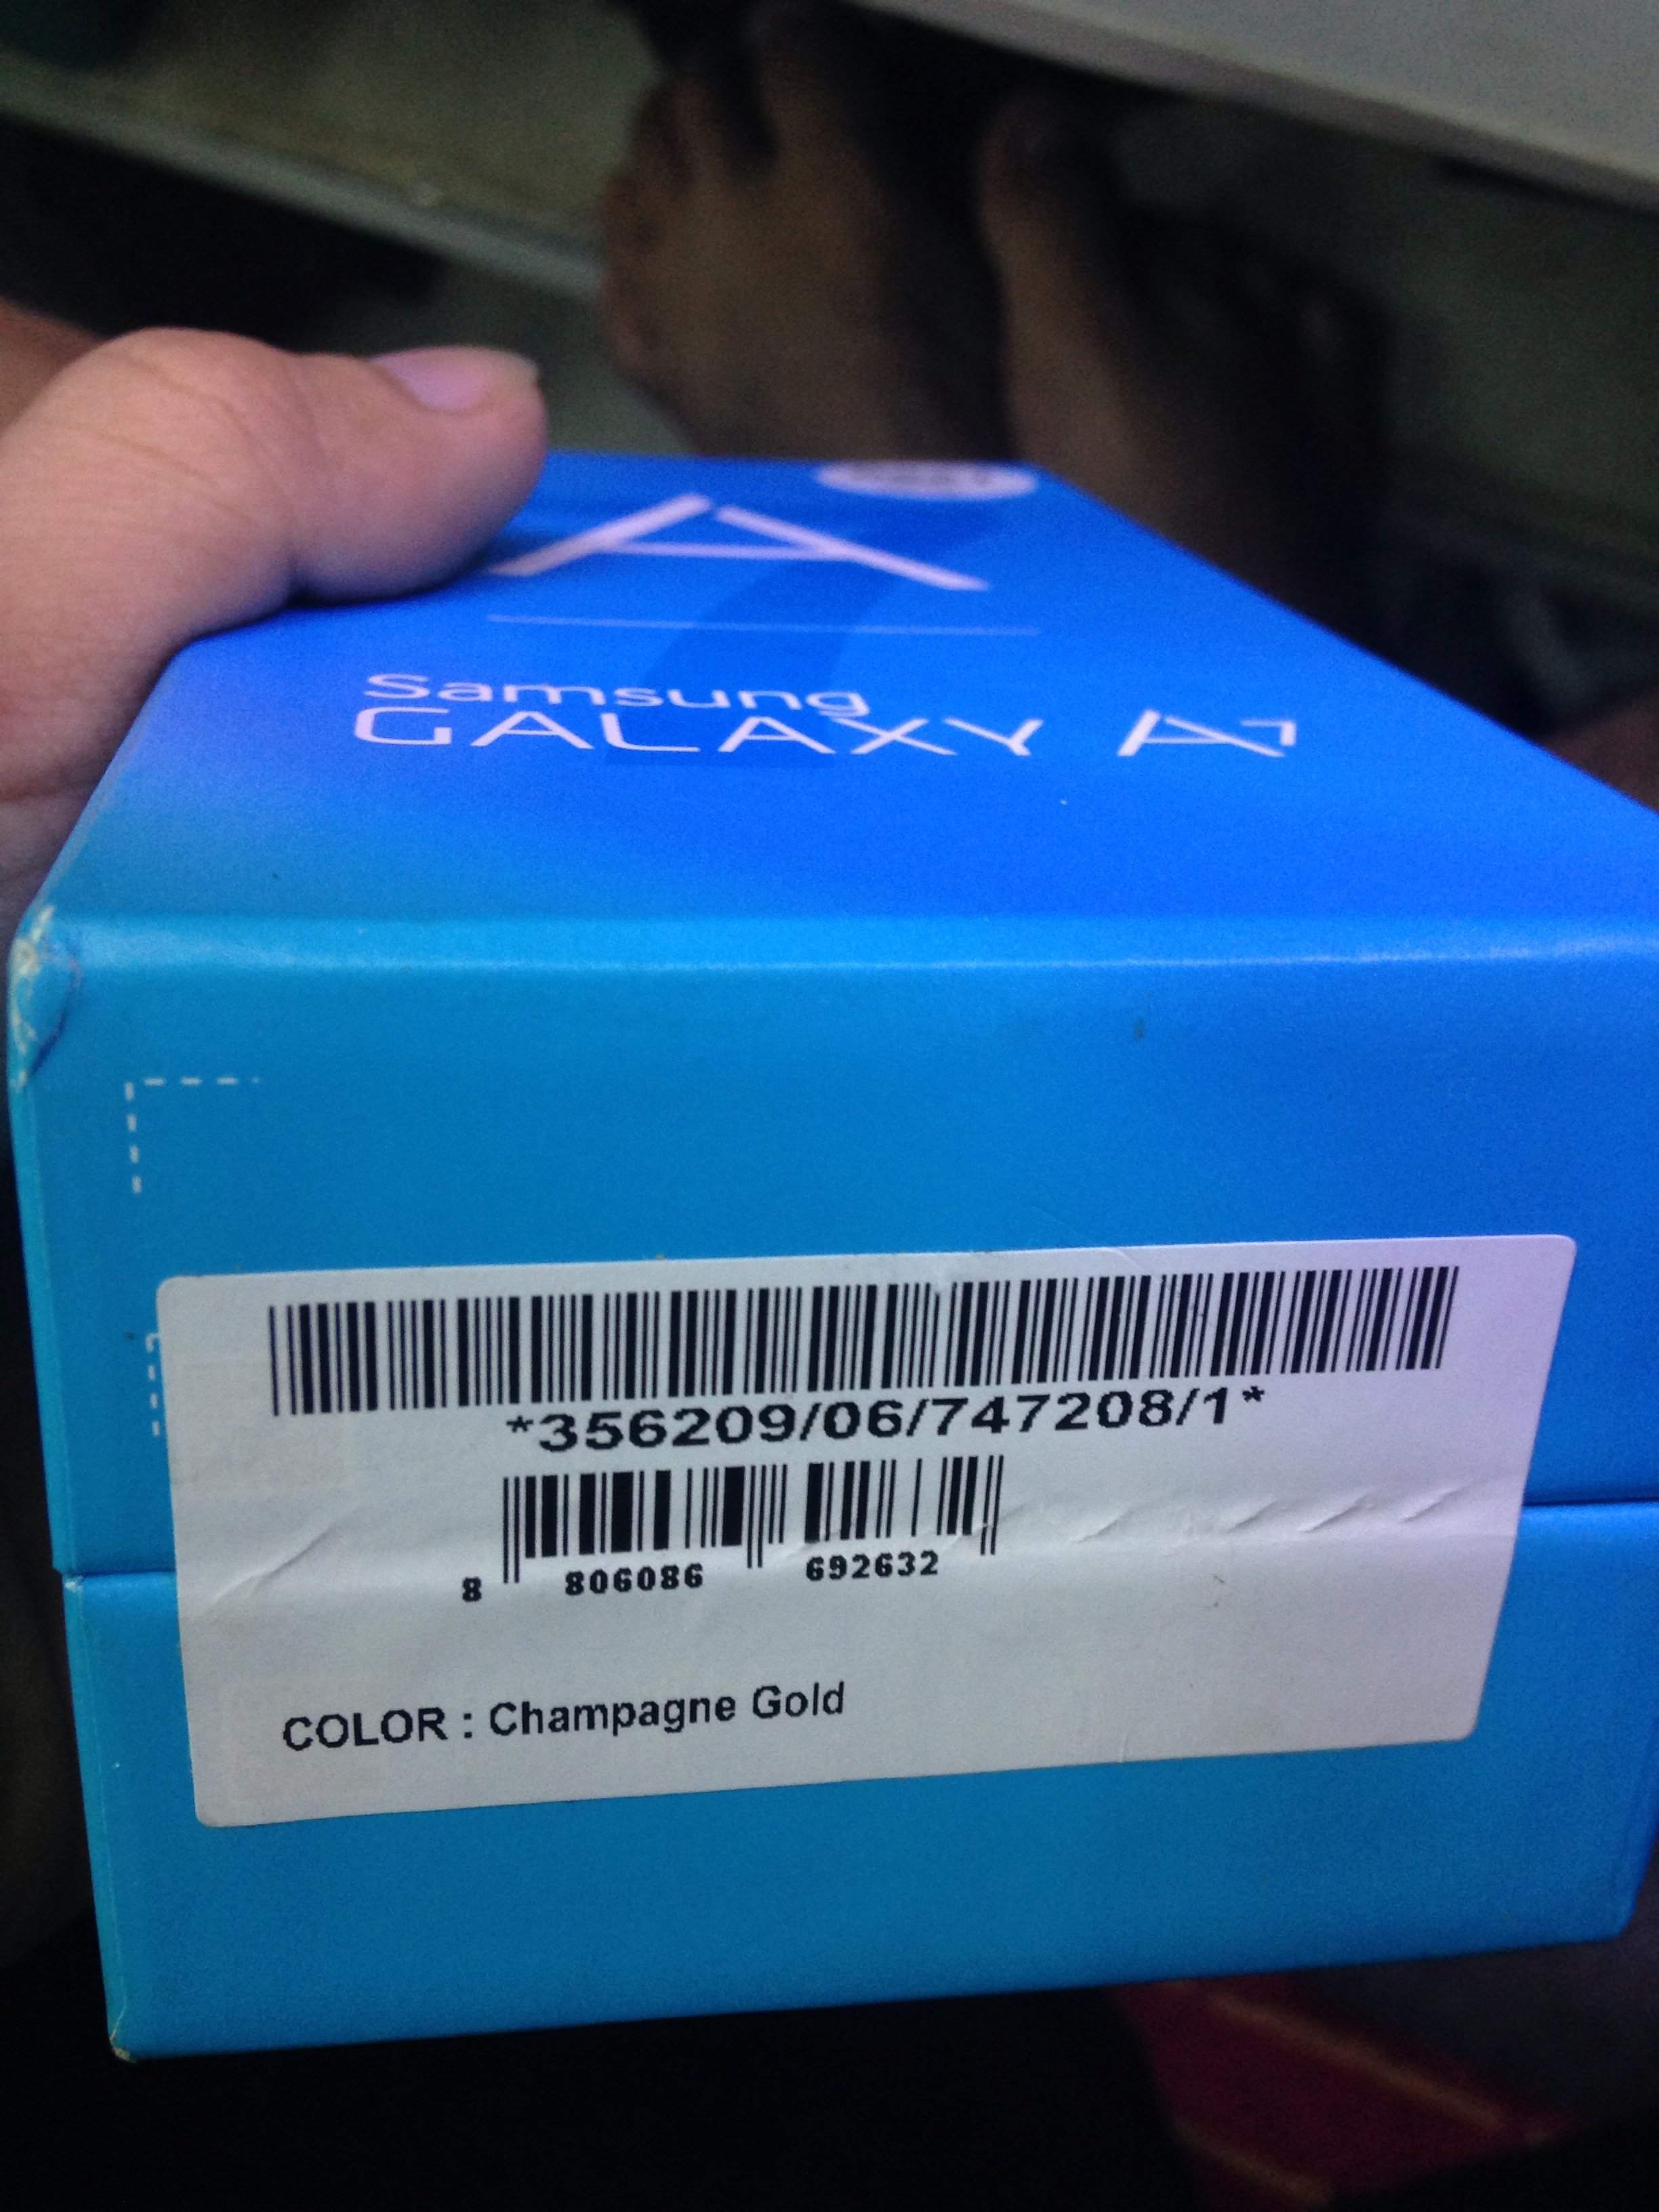 A
Samsung
GALAXY A7
*356209/06/747208/1*
8 806086 692632
COLOR : Champagne Gold